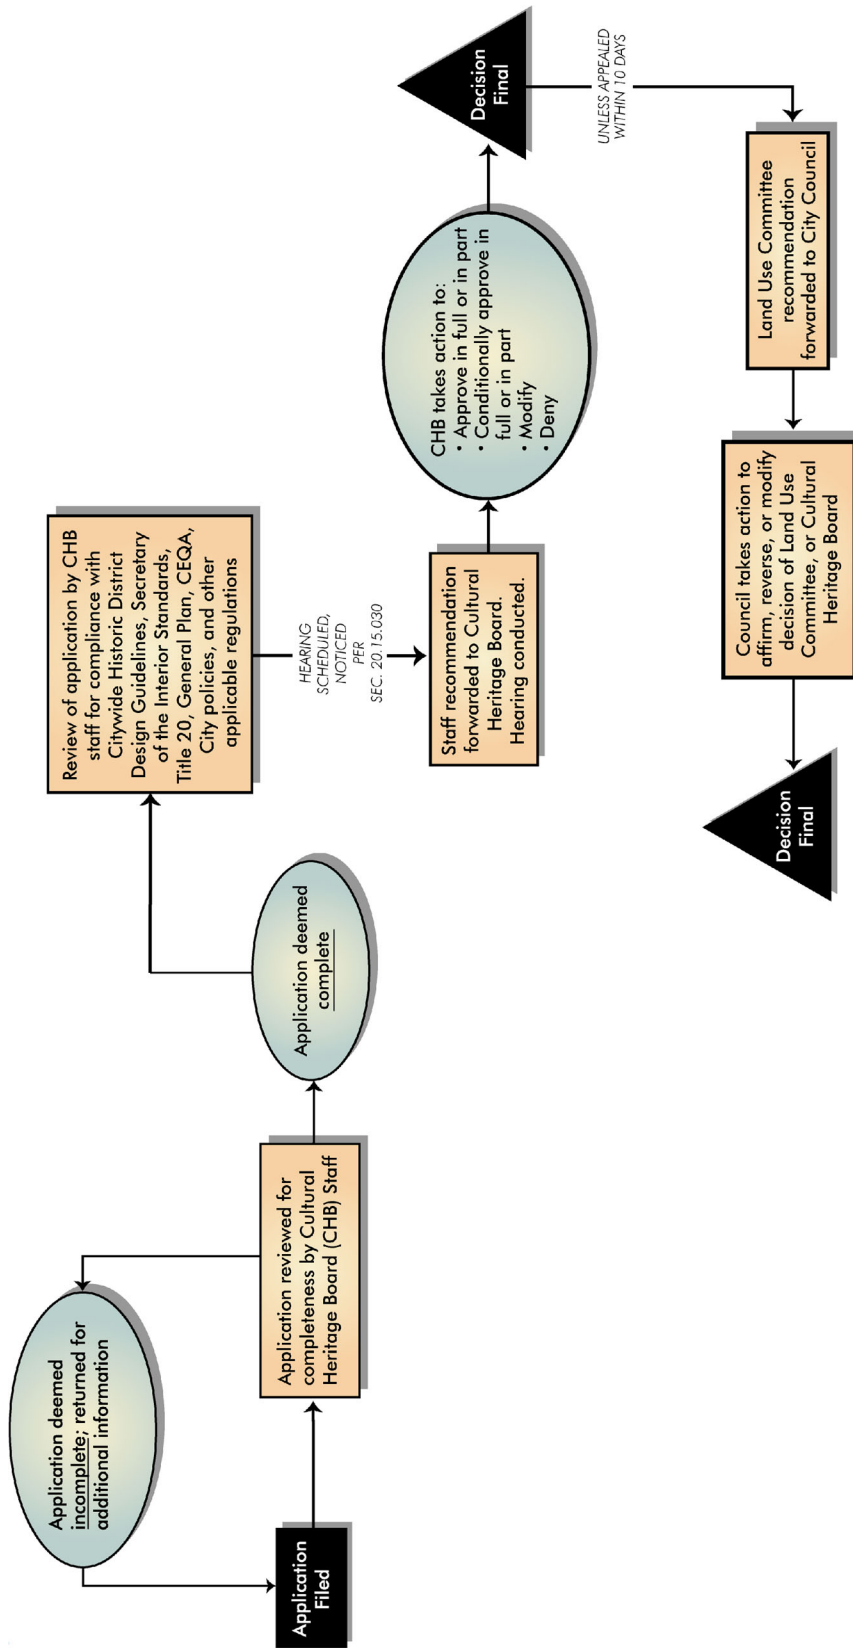 Application
Filed
Application deemed
incomplete; returned for
additional information
Application reviewed for
completeness by Cultural
Heritage Board (CHB) Staff
Application deemed
complete
Review of application by CHB
staff for compliance with
Citywide Historic District
Design Guidelines, Secretary
of the Interior Standards,
Title 20, General Plan, CEQA,
City policies, and other
applicable regulations
HEARING
SCHEDULED,
NOTICED
PER
SEC. 20.15.030
Staff recommendation
forwarded to Cultural
Heritage Board.
Hearing conducted.
CHB takes action to:
· Approve in full or in part
· Conditionally approve in
full or in part
· Modify
· Deny
Decision
Final
UNLESS APPEALED
WITHIN 10 DAYS
Land Use Committee
recommendation
forwarded to City Council
Council takes action to
affirm, reverse, or modify
decision of Land Use
Committee, or Cultural
Heritage Board
Decision
Final